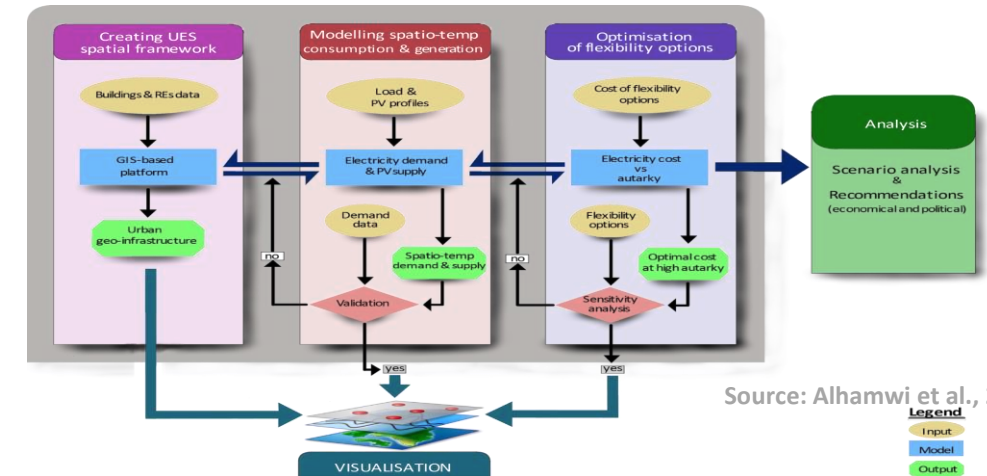 Creating UES
spatial framework
Buildings & REs data
GIS-based
platform
Urban
geo-infrastructure
Modelling spatio-temp
consumption & generation
Load &
PV profiles
Electricity demand
& PV supply
Demand
data
no
Spatio-temp
demand & supply
Validation
yes
Optimisation
of flexibility options
Cost of flexibility
options
Electricity cost
vs
autarky
Flexibility
options
no
Optimal cost
at high autarky
Sensitivity
analysis
yes
Analysis
Scenario analysis
&
Recommendations
(economical and political)
VISUALISATION
Source: Alhamwi et al.,
Legend
Input
Model
Output